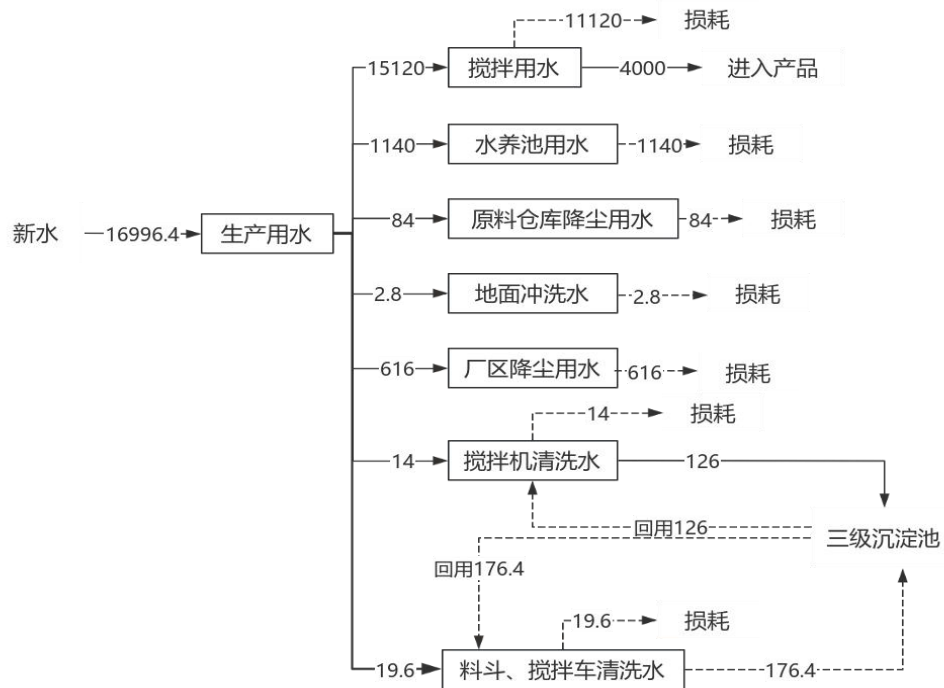 11120 损耗
15120 搅拌用水 4000 进入产品
1140 水养池用水 1140 损耗
84 原料仓库降尘用水 84 损耗
新水 16996.4 生产用水
2.8 地面冲洗水 2.8 损耗
616 厂区降尘用水 616 损耗
14 损耗
14 搅拌机清洗水 126
回用126
三级沉淀池
回用176.4
19.6 损耗
19.6 料斗、搅拌车清洗水 176.4